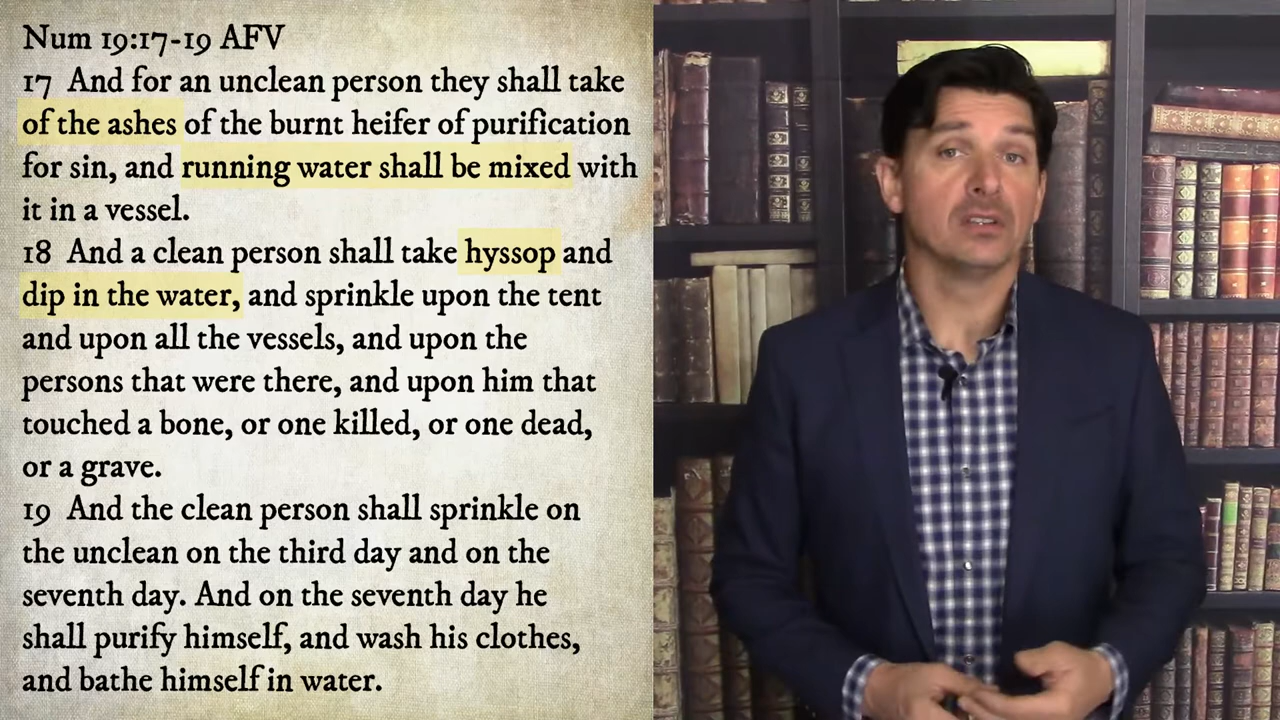 Num 19:17-19 AFV
17 And for an unclean person they shall take
of the ashes of the burnt heifer of purification
for sin, and running water shall be mixed with
it in a vessel.
18 And a clean person shall take hyssop and
dip in the water, and sprinkle upon the tent
and upon all the vessels, and upon the
persons that were there, and upon him that
touched a bone, or one killed, or one dead,
or a grave.
19 And the clean person shall sprinkle on
the unclean on the third day and on the
seventh day. And on the seventh day he
shall purify himself, and wash his clothes,
and bathe himself in water.